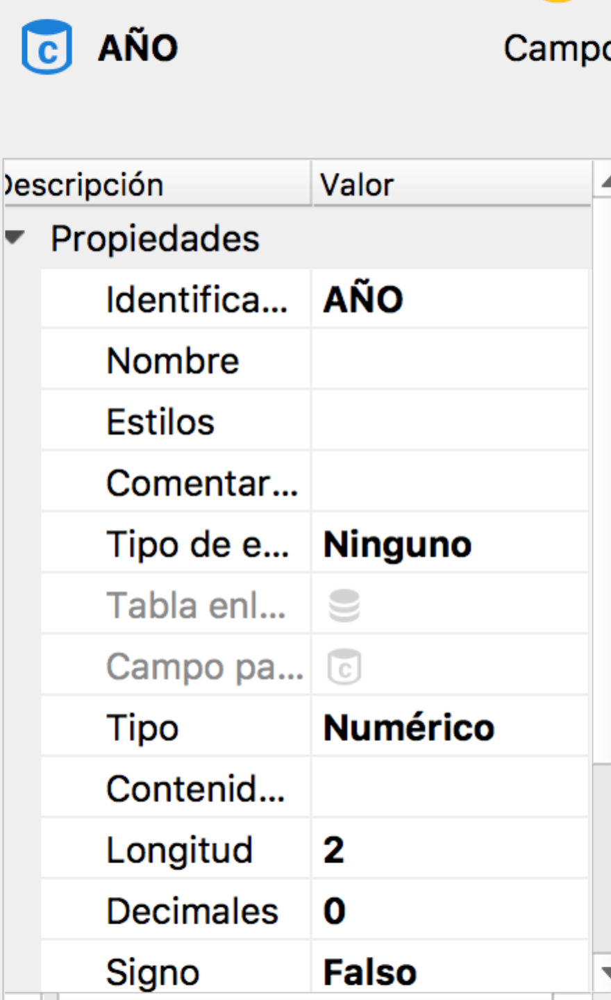 c AÑO Campo
Descripción Valor
Propiedades
Identifica... AÑO
Nombre
Estilos
Comentar...
Tipo de e... Ninguno
Tabla enl...
Campo pa... c
Tipo Numérico
Contenid...
Longitud 2
Decimales 0
Signo Falso